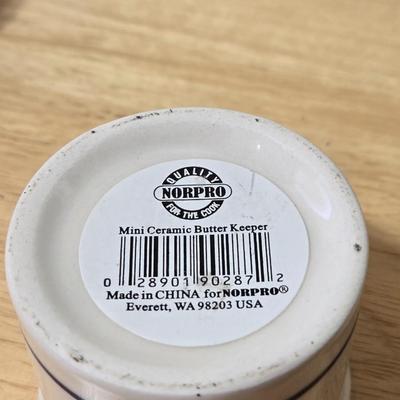 QUALITY
NORPRO
FOR THE COOK
Mini Ceramic Butter Keeper
0 28901 90287 2
Made in CHINA for NORPRO®
Everett, WA 98203 USA